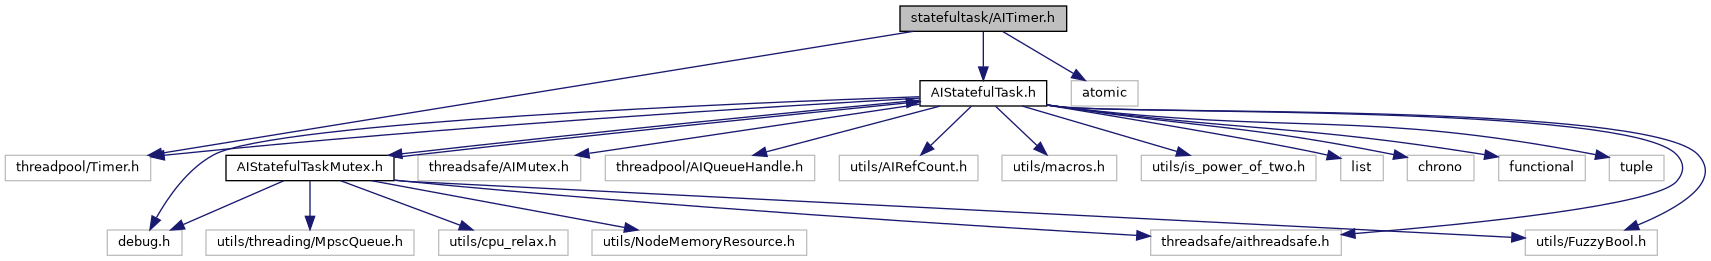 statefultask/AITimer.h
AIStatefulTask.h
atomic
threadpool/Timer.h
AIStatefulTaskMutex.h
threadsafe/AIMutex.h
threadpool/AIQueueHandle.h
utils/AIRefCount.h
utils/macros.h
utils/is_power_of_two.h
list
chrono
functional
tuple
debug.h
utils/threading/MpscQueue.h
utils/cpu_relax.h
utils/NodeMemoryResource.h
threadsafe/aithreadsafe.h
utils/FuzzyBool.h